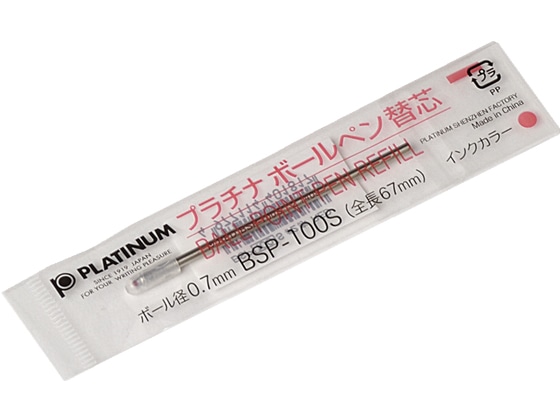 PLATINUM
SINCE 1919, JAPAN
FOR YOUR WRITING PLEASURE
プラチナ ボールペン替芯
BALLPOINT PEN REFILL
ボール径0.7mm BSP-100S(全長67mm)
インクカラー
プラ
PP
PLATINUM SHENZHEN FACTORY
Made in China